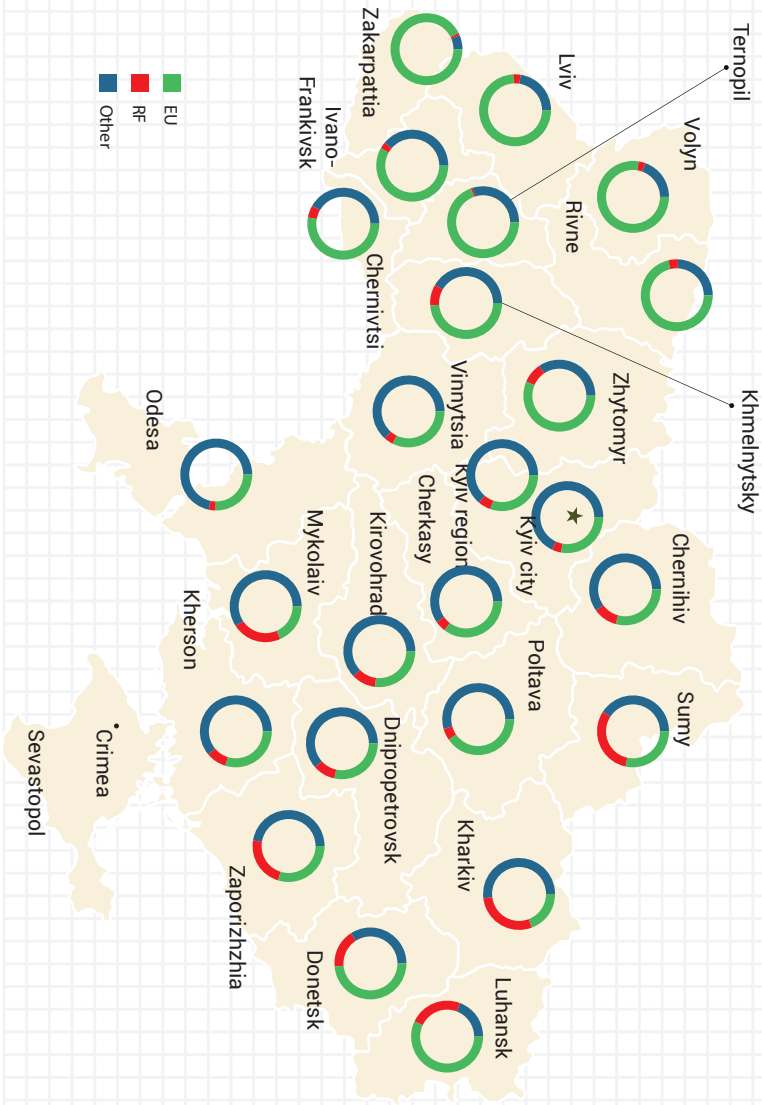 Volyn
Rivne
Ternopil
Khmelnytsky
Zhytomyr
Chernihiv
Sumy
Lviv
Kyiv city
Kyiv region
Poltava
Kharkiv
Luhansk
Zakarpattia
Ivano-
Frankivsk
Chernivtsi
Vinnytsia
Cherkasy
Kirovohrad
Dnipropetrovsk
Donetsk
Mykolaiv
Zaporizhzhia
Odesa
Kherson
Crimea
Sevastopol
EU
RF
Other